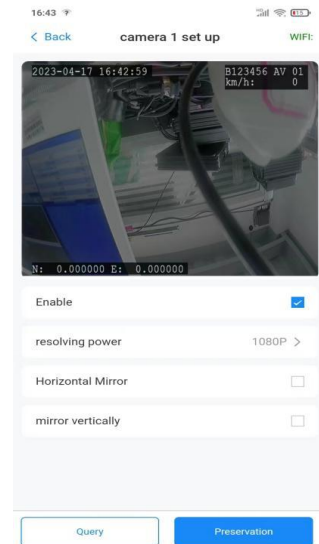 16:43
15
Back camera 1 set up WIFI:
2023-04-17 16:42:59 B123456 AV 01
km/h: 0
N: 0.000000 E: 0.000000
Enable
resolving power 1080P
Horizontal Mirror
mirror vertically
Query Preservation